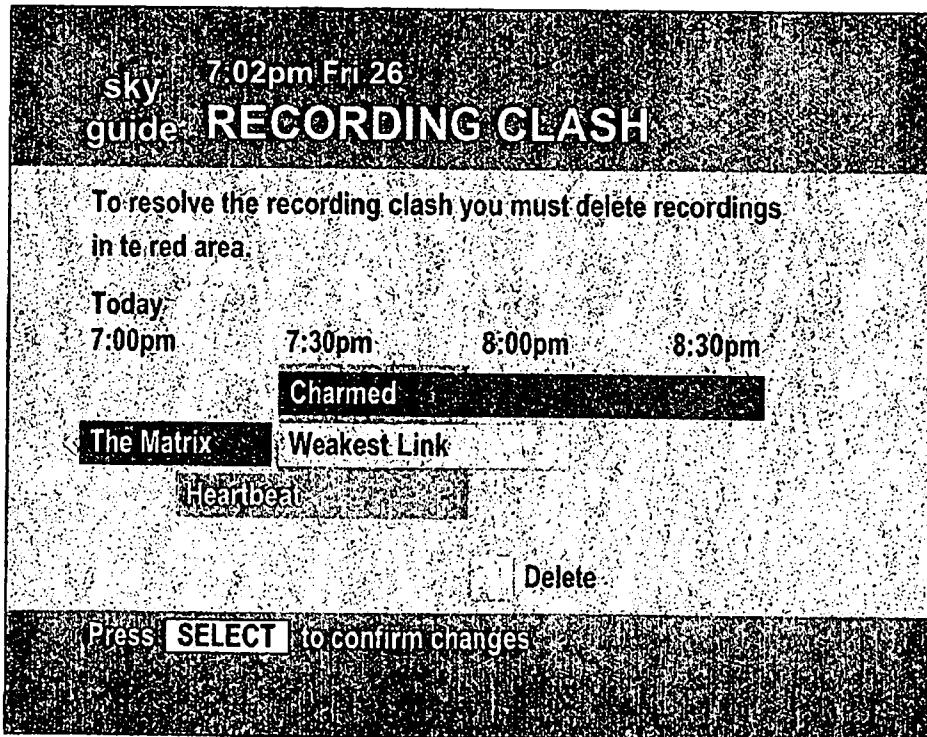 sky guide
7:02pm Fri 26
RECORDING CLASH
To resolve the recording clash you must delete recordings
in te red area.
Today
7:00pm 7:30pm 8:00pm 8:30pm
Charmed
The Matrix Weakest Link
Heartbeat
Delete
Press SELECT to confirm changes